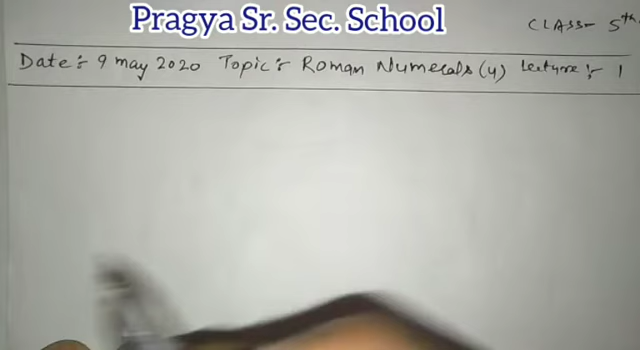 Pragya Sr. Sec. School
CLASS- 5th
Date:- 9 may 2020 Topic:- Roman Numerals (4) Lecture:- 1